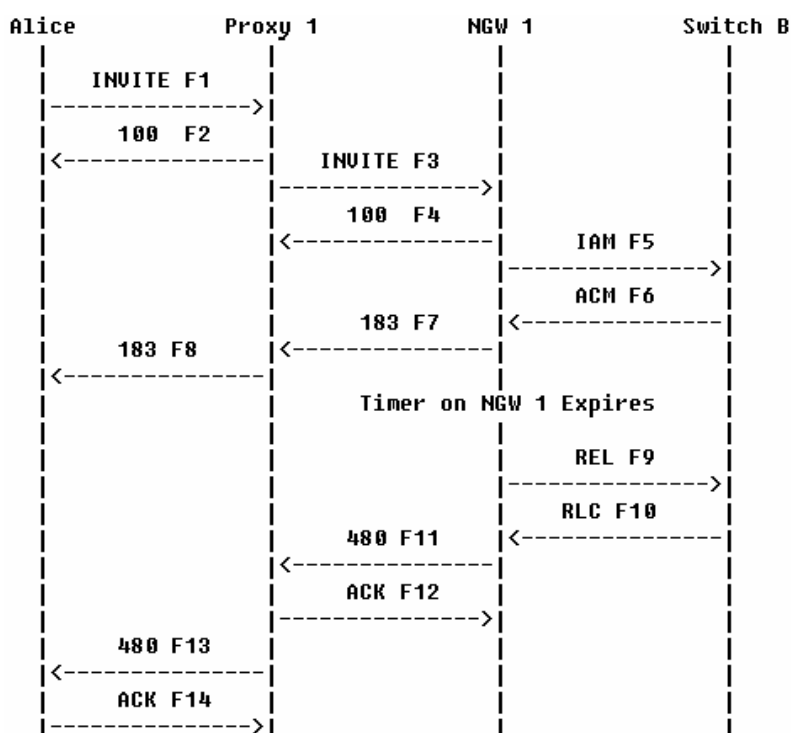 Alice Proxy 1 NGW 1 Switch B
INVITE F1
100 F2
INVITE F3
100 F4
IAM F5
ACM F6
183 F7
183 F8
Timer on NGW 1 Expires
REL F9
RLC F10
480 F11
ACK F12
480 F13
ACK F14